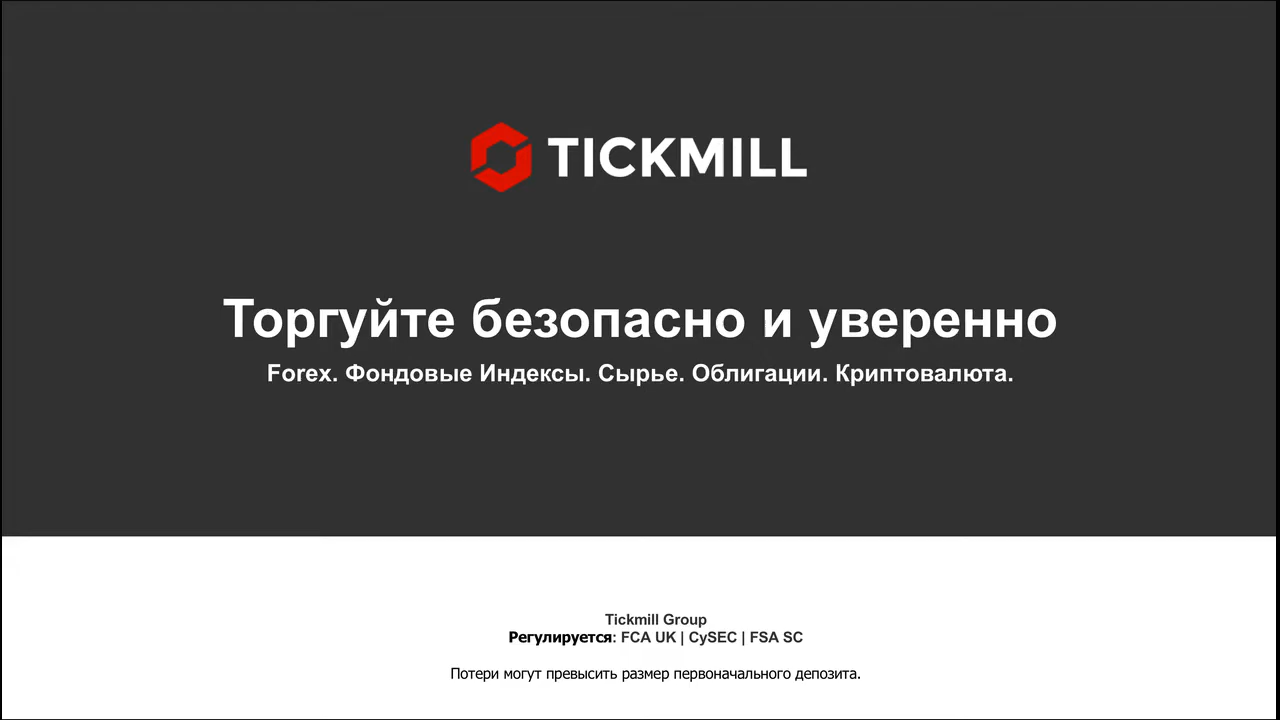 TICKMILL
Торгуйте безопасно и уверенно
Forex. Фондовые Индексы. Сырье. Облигации. Криптовалюта.
Tickmill Group
Регулируется: FCA UK | CySEC | FSA SC
Потери могут превысить размер первоначального депозита.